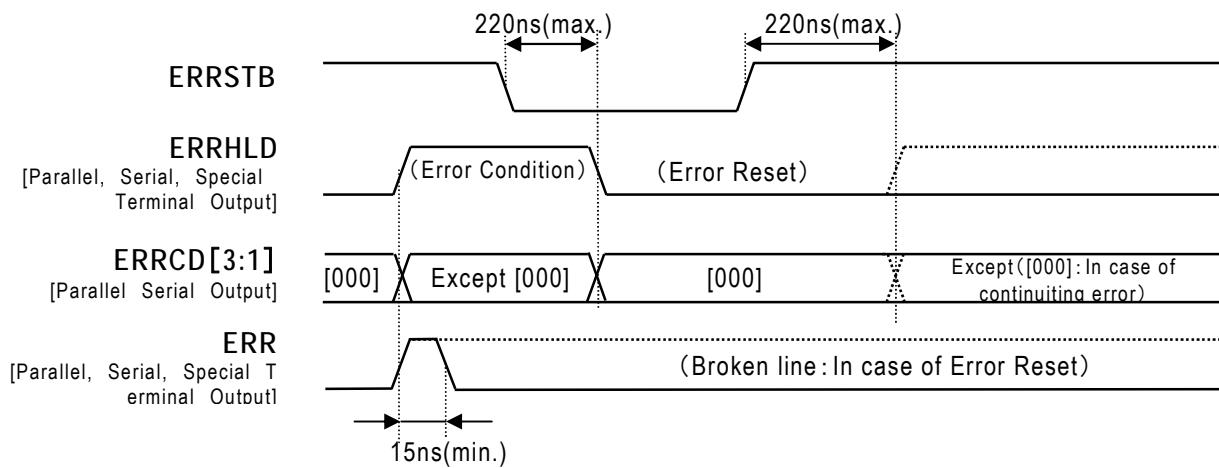 220ns(max.)
220ns(max.)
ERRSTB
ERRHLD
[Parallel, Serial, Special
Terminal Output]
(Error Condition)
(Error Reset)
ERRCD[3:1]
[Parallel Serial Output]
[000]
Except [000]
[000]
Except([000]:In case of
continuiting error)
ERR
[Parallel, Serial, Special T
erminal Output]
(Broken line:In case of Error Reset)
15ns(min.)